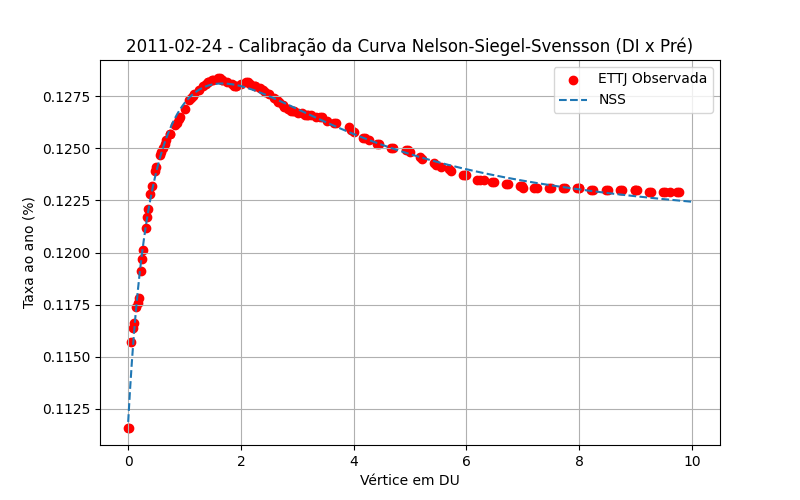 2011-02-24 - Calibração da Curva Nelson-Siegel-Svensson (DI x Pré)
ETTJ Observada
NSS
Taxa ao ano (%)
0.1275
0.1250
0.1225
0.1200
0.1175
0.1150
0.1125
0 2 4 6 8 10
Vértice em DU